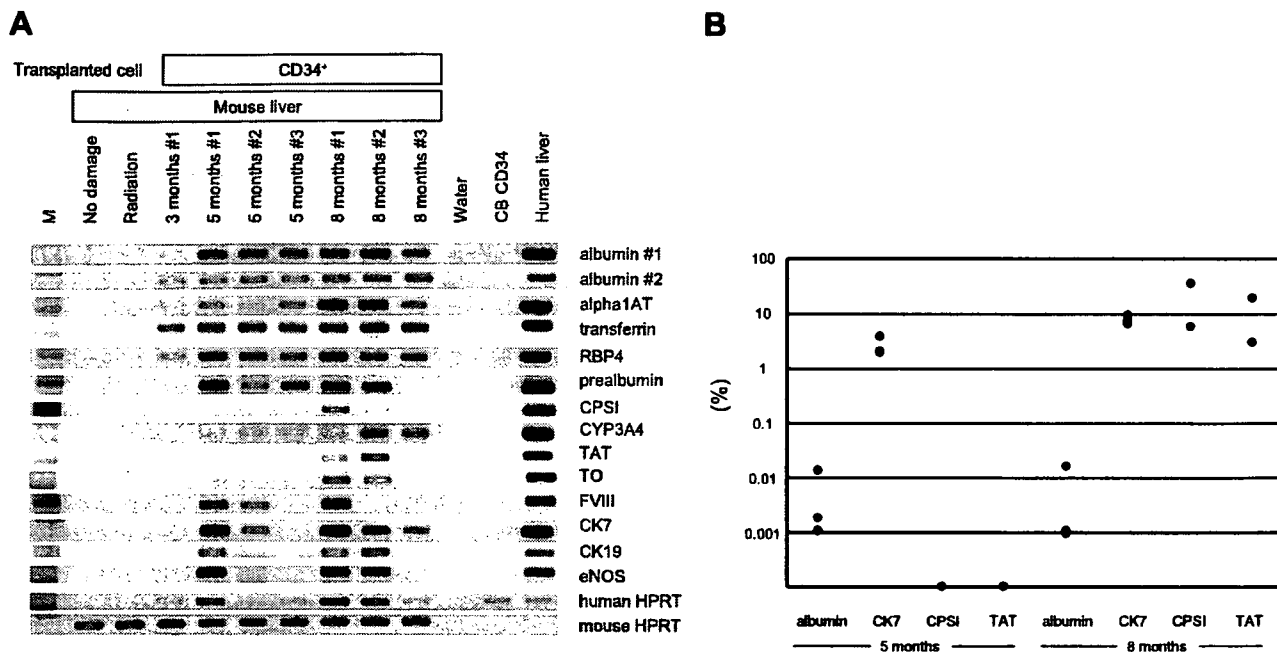 A
B
Transplanted cell
CD34+
Mouse liver
M
No damage
Radiation
3 months #1
5 months #1
6 months #2
5 months #3
8 months #1
8 months #2
8 months #3
Water
CB CD34
Human liver
albumin #1
albumin #2
alpha1AT
transferrin
RBP4
prealbumin
CPSI
CYP3A4
TAT
TO
FVIII
CK7
CK19
eNOS
human HPRT
mouse HPRT
(%)
100
10
1
0.1
0.01
0.001
albumin CK7 CPSI TAT albumin CK7 CPSI TAT
5 months 8 months